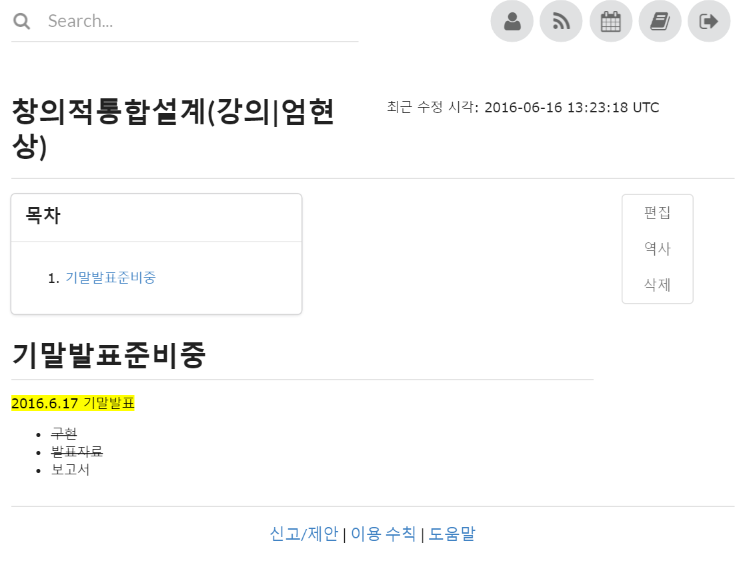 Search...
창의적통합설계(강의|엄현
상)
최근 수정 시각: 2016-06-16 13:23:18 UTC
목차
1. 기말발표준비중
편집
역사
삭제
기말발표준비중
2016.6.17 기말발표
구현
발표자료
보고서
신고/제안 | 이용 수칙 | 도움말